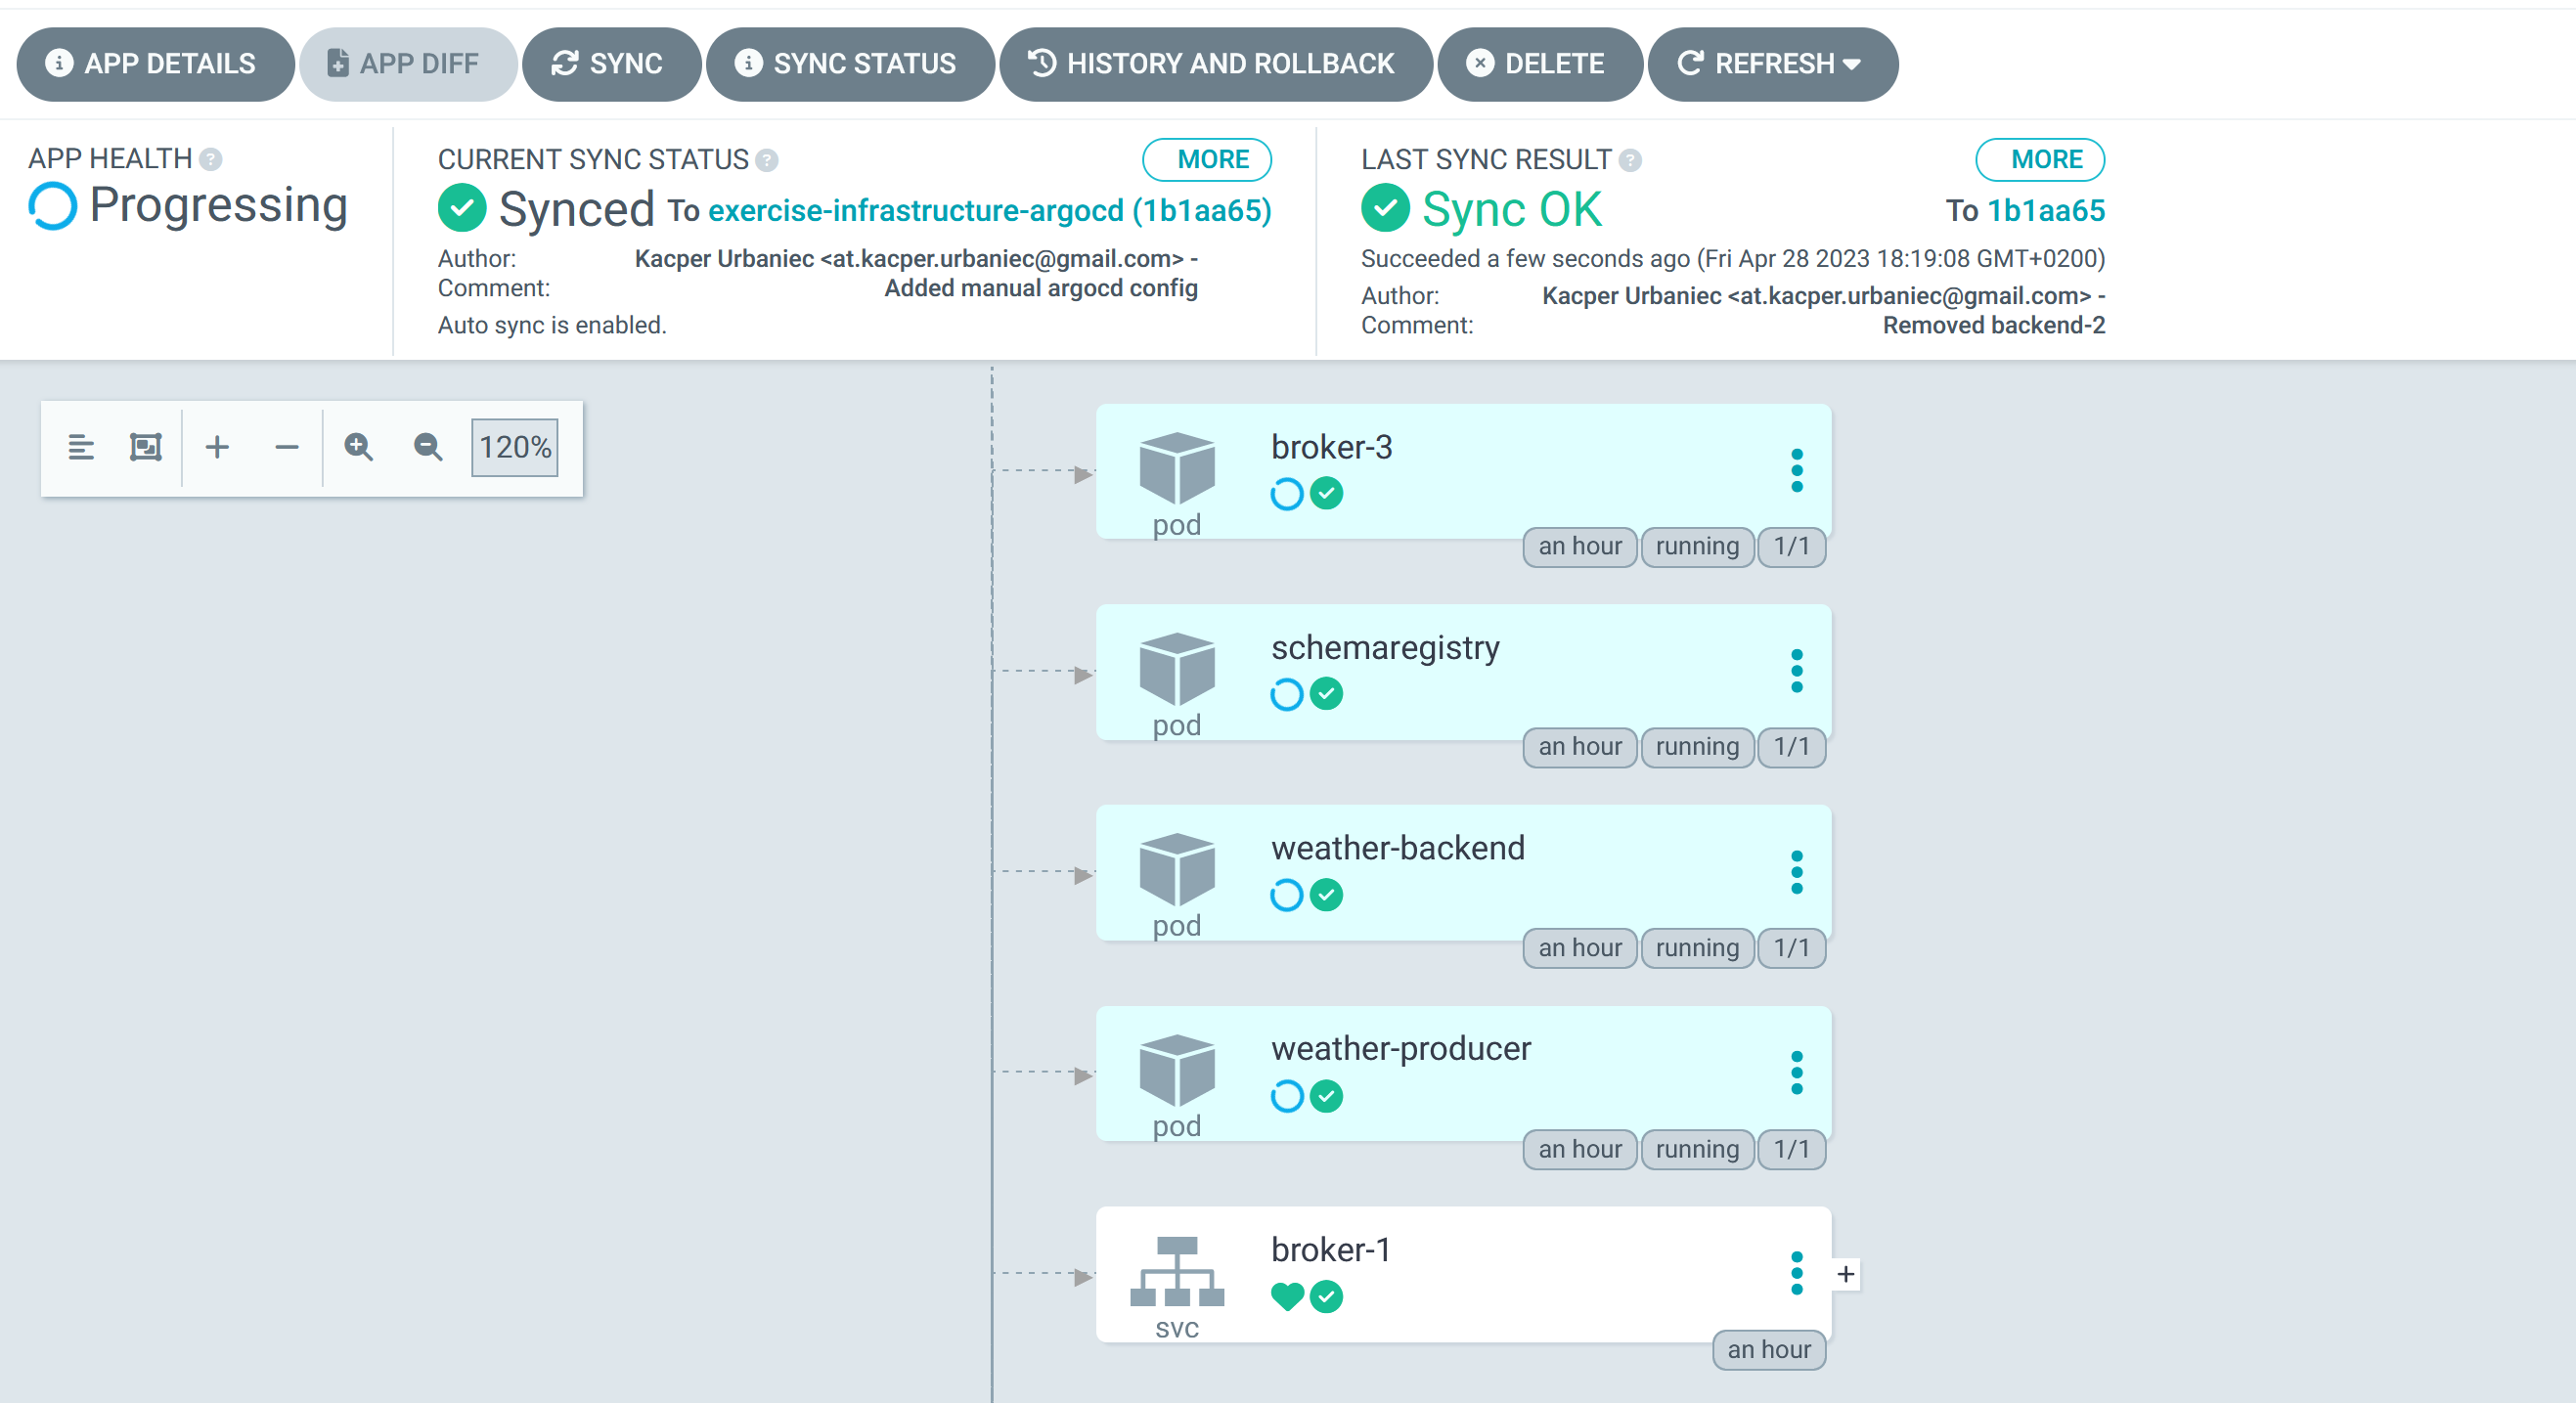 APP DETAILS
APP DIFF
SYNC
SYNC STATUS
HISTORY AND ROLLBACK
DELETE
REFRESH
APP HEALTH
Progressing
CURRENT SYNC STATUS
MORE
Synced To exercise-infrastructure-argocd (1b1aa65)
Author: Kacper Urbaniec <at.kacper.urbaniec@gmail.com> -
Comment: Added manual argocd config
Auto sync is enabled.
LAST SYNC RESULT
MORE
Sync OK To 1b1aa65
Succeeded a few seconds ago (Fri Apr 28 2023 18:19:08 GMT+0200)
Author: Kacper Urbaniec <at.kacper.urbaniec@gmail.com> -
Comment: Removed backend-2
120%
broker-3
pod
an hour running 1/1
schemaregistry
pod
an hour running 1/1
weather-backend
pod
an hour running 1/1
weather-producer
pod
an hour running 1/1
broker-1
svc
an hour